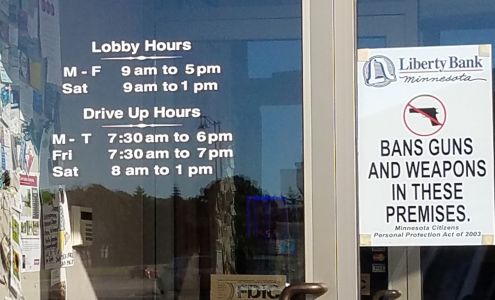 Lobby Hours
M - F 9 am to 5 pm
Sat 9 am to 1 pm
Drive Up Hours
M - T 7:30 am to 6 pm
Fri 7:30 am to 7 pm
Sat 8 am to 1 pm
FDIC
Liberty Bank
Minnesota
BANS GUNS
AND WEAPONS
IN THESE
PREMISES.
Minnesota Citizens
Personal Protection Act of 2003